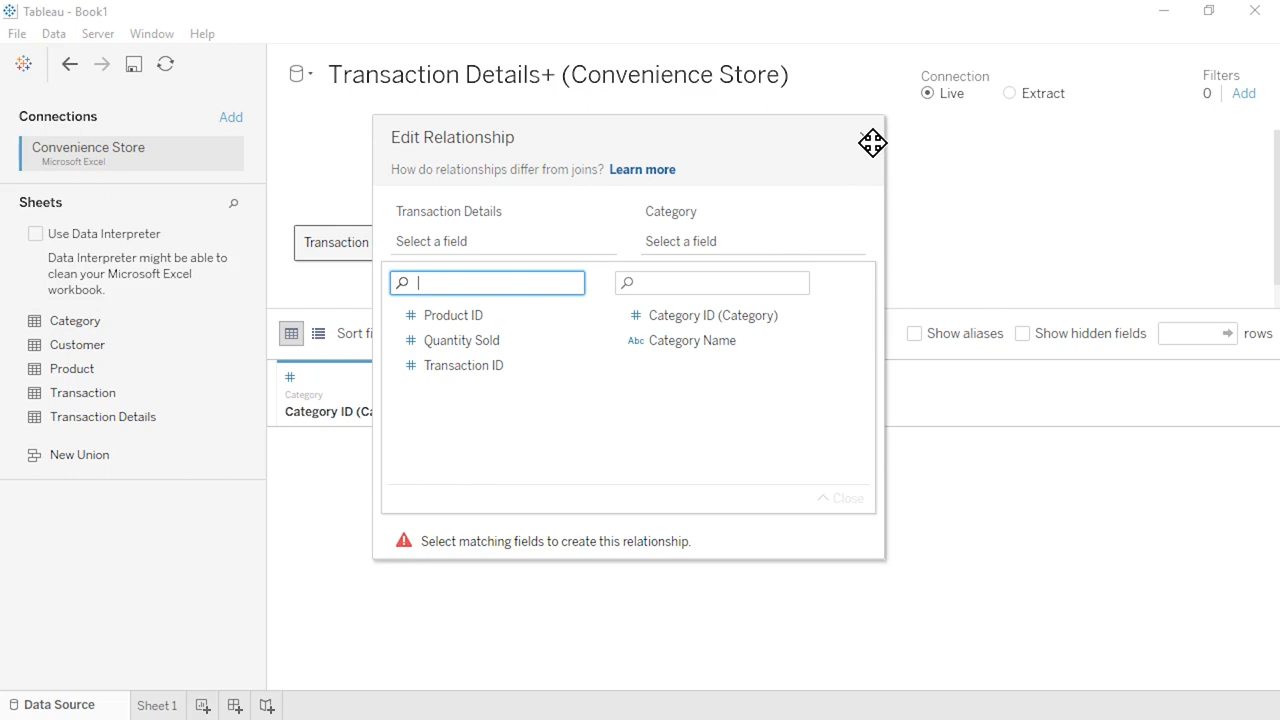 Tableau - Book1
File Data Server Window Help
Transaction Details+ (Convenience Store)
Connection
Live Extract
Filters
0 Add
Connections Add
Convenience Store
Microsoft Excel
Sheets
Use Data Interpreter
Data Interpreter might be able to
clean your Microsoft Excel
workbook.
Category
Customer
Product
Transaction
Transaction Details
New Union
Edit Relationship
How do relationships differ from joins? Learn more
Transaction Details Category
Select a field Select a field
# Product ID # Category ID (Category)
# Quantity Sold Abc Category Name
# Transaction ID
Close
Select matching fields to create this relationship.
Transaction
Sort fi
Show aliases Show hidden fields rows
#
Category
Category ID (Ca
Data Source Sheet 1